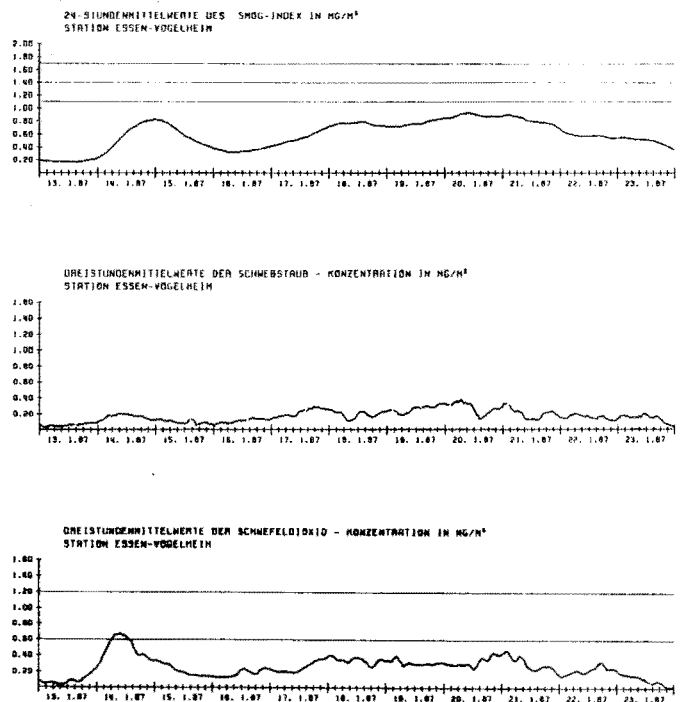 24-STUNDENMITTELWERTE DES SMOG-INDEX IN MG/M³
STATION ESSEN-VOGELHEIM
2.00
1.80
1.60
1.40
1.20
1.00
0.80
0.60
0.40
0.20
13. 1.87 14. 1.87 15. 1.87 16. 1.87 17. 1.87 18. 1.87 19. 1.87 20. 1.87 21. 1.87 22. 1.87 23. 1.87
DREISTUNDENMITTELWERTE DER SCHWEBSTAUB - KONZENTRATION IN MG/M³
STATION ESSEN-VOGELHEIM
1.60
1.40
1.20
1.00
0.80
0.60
0.40
0.20
13. 1.87 14. 1.87 15. 1.87 16. 1.87 17. 1.87 18. 1.87 19. 1.87 20. 1.87 21. 1.87 22. 1.87 23. 1.87
DREISTUNDENMITTELWERTE DER SCHWEFELDIOXID - KONZENTRATION IN MG/M³
STATION ESSEN-VOGELHEIM
1.60
1.40
1.20
1.00
0.80
0.60
0.40
0.20
13. 1.87 14. 1.87 15. 1.87 16. 1.87 17. 1.87 18. 1.87 19. 1.87 20. 1.87 21. 1.87 22. 1.87 23. 1.87